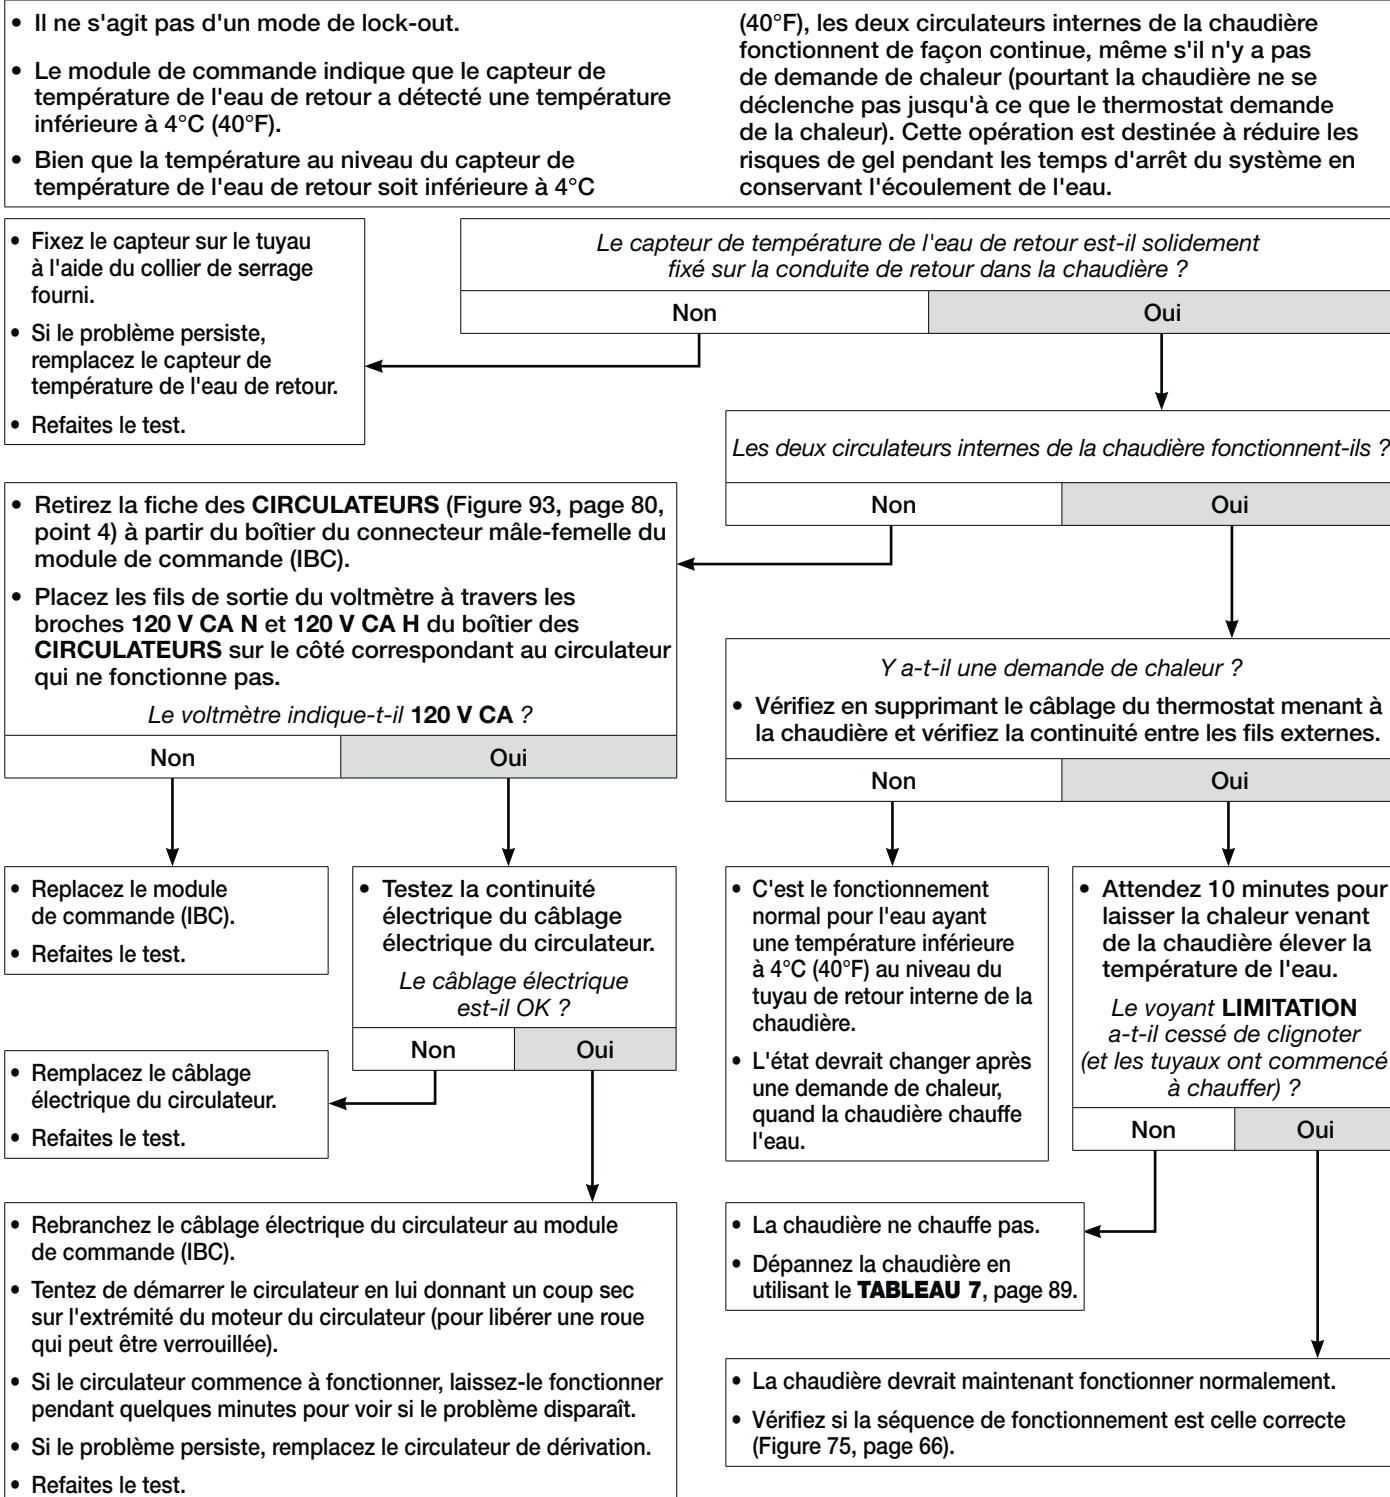 • Il ne s'agit pas d'un mode de lock-out.
• Le module de commande indique que le capteur de
température de l'eau de retour a détecté une température
inférieure à 4°C (40°F).
• Bien que la température au niveau du capteur de
température de l'eau de retour soit inférieure à 4°C
(40°F), les deux circulateurs internes de la chaudière
fonctionnent de façon continue, même s'il n'y a pas
de demande de chaleur (pourtant la chaudière ne se
déclenche pas jusqu'à ce que le thermostat demande
de la chaleur). Cette opération est destinée à réduire les
risques de gel pendant les temps d'arrêt du système en
conservant l'écoulement de l'eau.
Le capteur de température de l'eau de retour est-il solidement
fixé sur la conduite de retour dans la chaudière ?
Non
Oui
• Fixez le capteur sur le tuyau
à l'aide du collier de serrage
fourni.
• Si le problème persiste,
remplacez le capteur de
température de l'eau de retour.
• Refaites le test.
Les deux circulateurs internes de la chaudière fonctionnent-ils ?
Non
Oui
• Retirez la fiche des CIRCULATEURS (Figure 93, page 80,
point 4) à partir du boîtier du connecteur mâle-femelle du
module de commande (IBC).
• Placez les fils de sortie du voltmètre à travers les
broches 120 V CA N et 120 V CA H du boîtier des
CIRCULATEURS sur le côté correspondant au circulateur
qui ne fonctionne pas.
Le voltmètre indique-t-il 120 V CA ?
Non
Oui
Y a-t-il une demande de chaleur ?
• Vérifiez en supprimant le câblage du thermostat menant à
la chaudière et vérifiez la continuité entre les fils externes.
Non
Oui
• Replacez le module
de commande (IBC).
• Refaites le test.
• Testez la continuité
électrique du câblage
électrique du circulateur.
Le câblage électrique
est-il OK ?
Non
Oui
• Remplacez le câblage
électrique du circulateur.
• Refaites le test.
• C'est le fonctionnement
normal pour l'eau ayant
une température inférieure
à 4°C (40°F) au niveau du
tuyau de retour interne de la
chaudière.
• L'état devrait changer après
une demande de chaleur,
quand la chaudière chauffe
l'eau.
• Attendez 10 minutes pour
laisser la chaleur venant
de la chaudière élever la
température de l'eau.
Le voyant LIMITATION
a-t-il cessé de clignoter
(et les tuyaux ont commencé
à chauffer) ?
Non
Oui
• Rebranchez le câblage électrique du circulateur au module
de commande (IBC).
• Tentez de démarrer le circulateur en lui donnant un coup sec
sur l'extrémité du moteur du circulateur (pour libérer une roue
qui peut être verrouillée).
• Si le circulateur commence à fonctionner, laissez-le fonctionner
pendant quelques minutes pour voir si le problème disparaît.
• Si le problème persiste, remplacez le circulateur de dérivation.
• Refaites le test.
• La chaudière ne chauffe pas.
• Dépannez la chaudière en
utilisant le TABLEAU 7, page 89.
• La chaudière devrait maintenant fonctionner normalement.
• Vérifiez si la séquence de fonctionnement est celle correcte
(Figure 75, page 66).